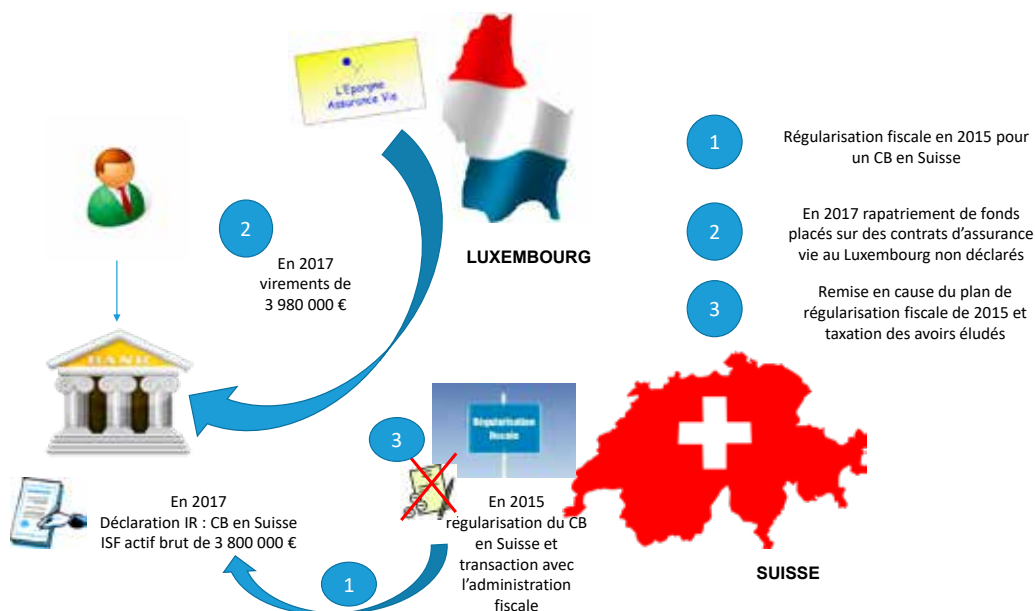 L'Epargne
Assurance Vie
LUXEMBOURG
2
En 2017
virements de
3 980 000 €
BANK
1
Régularisation fiscale en 2015 pour
un CB en Suisse
2
En 2017 rapatriement de fonds
placés sur des contrats d’assurance
vie au Luxembourg non déclarés
3
Remise en cause du plan de
régularisation fiscale de 2015 et
taxation des avoirs éludés
3
Régularisation
fiscale
En 2017
Déclaration IR : CB en Suisse
ISF actif brut de 3 800 000 €
En 2015
régularisation du CB
en Suisse et
transaction avec
l’administration
fiscale
1
SUISSE